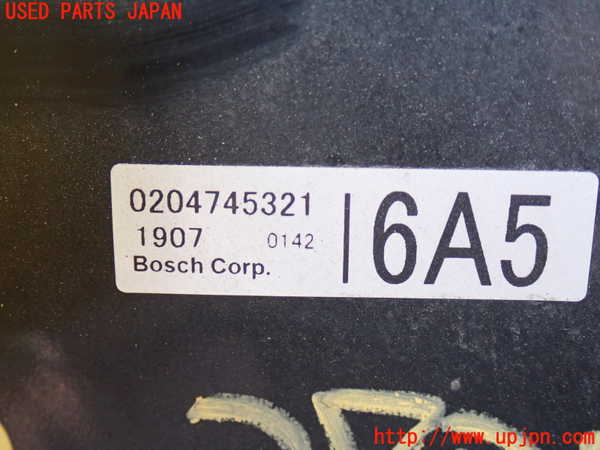 USED PARTS JAPAN
0204745321
1907 0142
Bosch Corp.
6A5
http://www.upjpn.com/